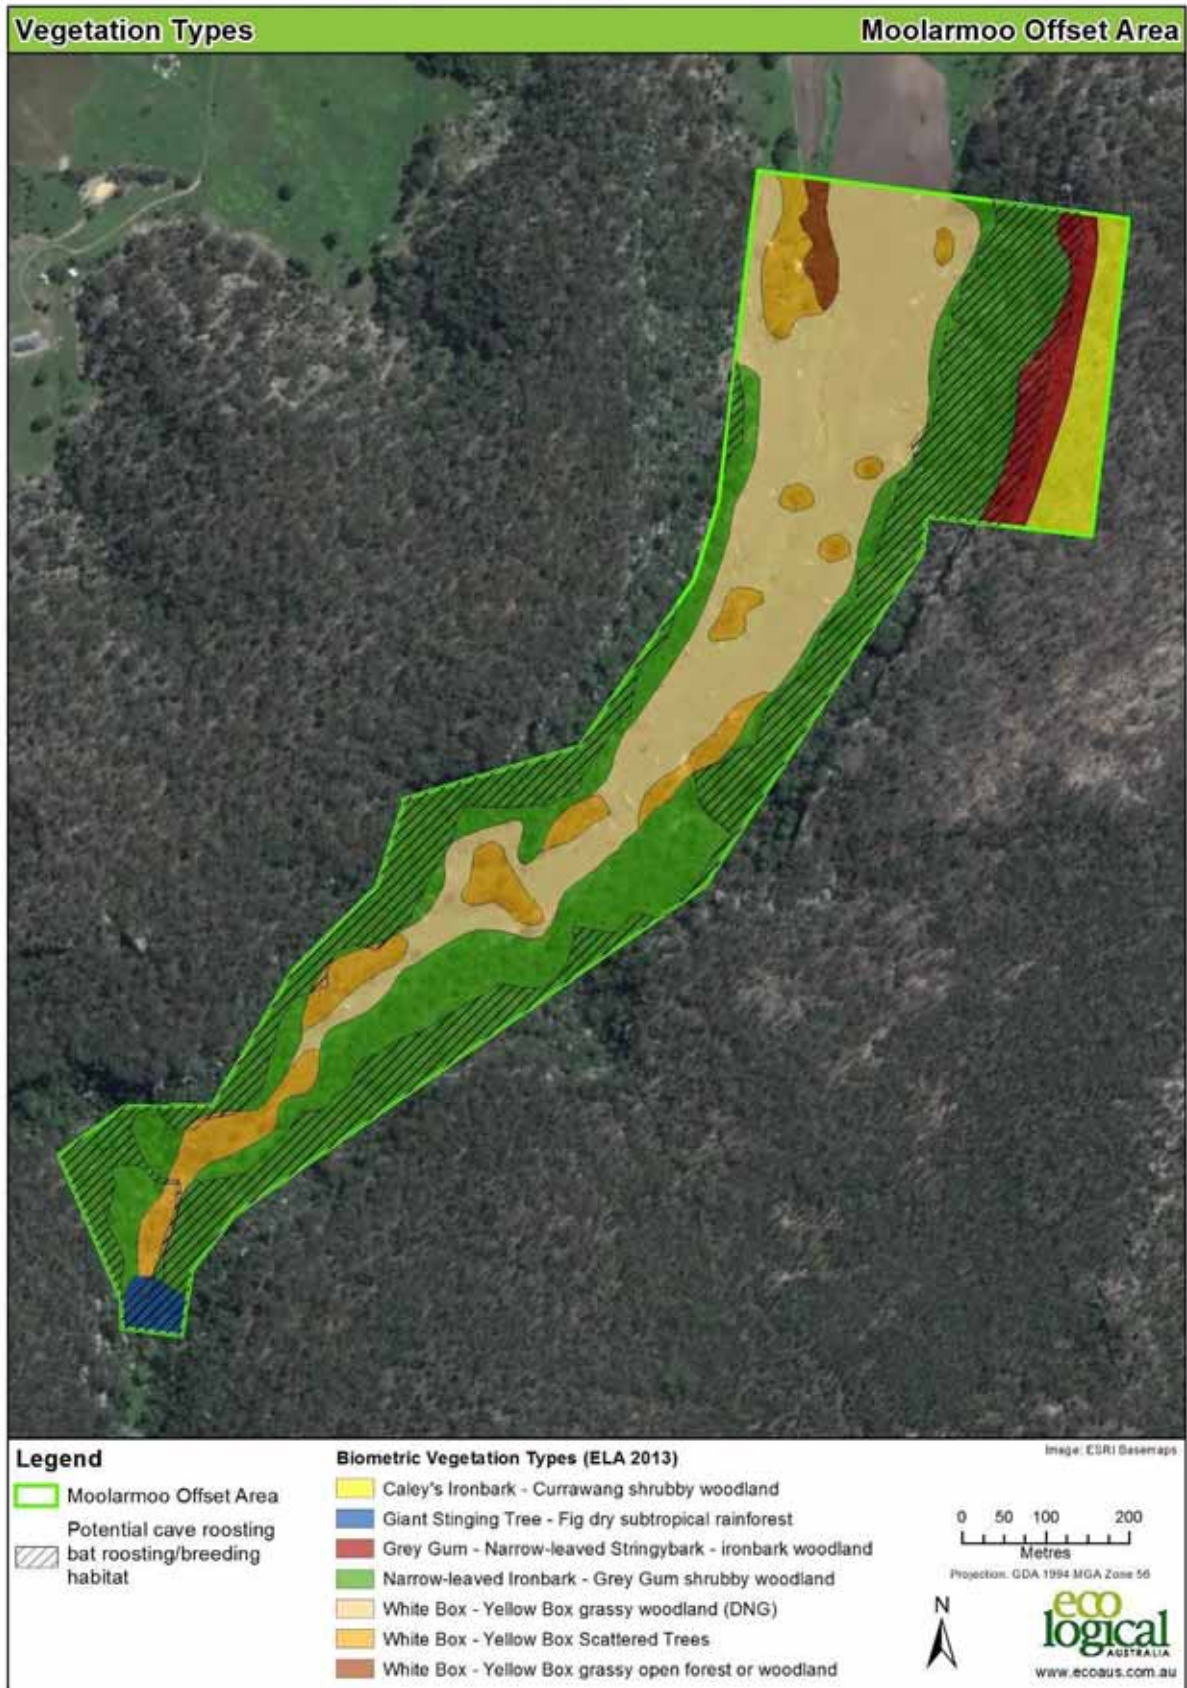 Vegetation Types
Moolarmoo Offset Area
Legend
Moolarmoo Offset Area
Potential cave roosting
bat roosting/breeding
habitat
Biometric Vegetation Types (ELA 2013)
Caley's Ironbark - Currawang shrubby woodland
Giant Stinging Tree - Fig dry subtropical rainforest
Grey Gum - Narrow-leaved Stringybark - ironbark woodland
Narrow-leaved Ironbark - Grey Gum shrubby woodland
White Box - Yellow Box grassy woodland (DNG)
White Box - Yellow Box Scattered Trees
White Box - Yellow Box grassy open forest or woodland
Image: ESRI Basemaps
0 50 100 200
Metres
Projection: GDA 1994 MGA Zone 56
N
eco
logical
AUSTRALIA
www.ecoaus.com.au